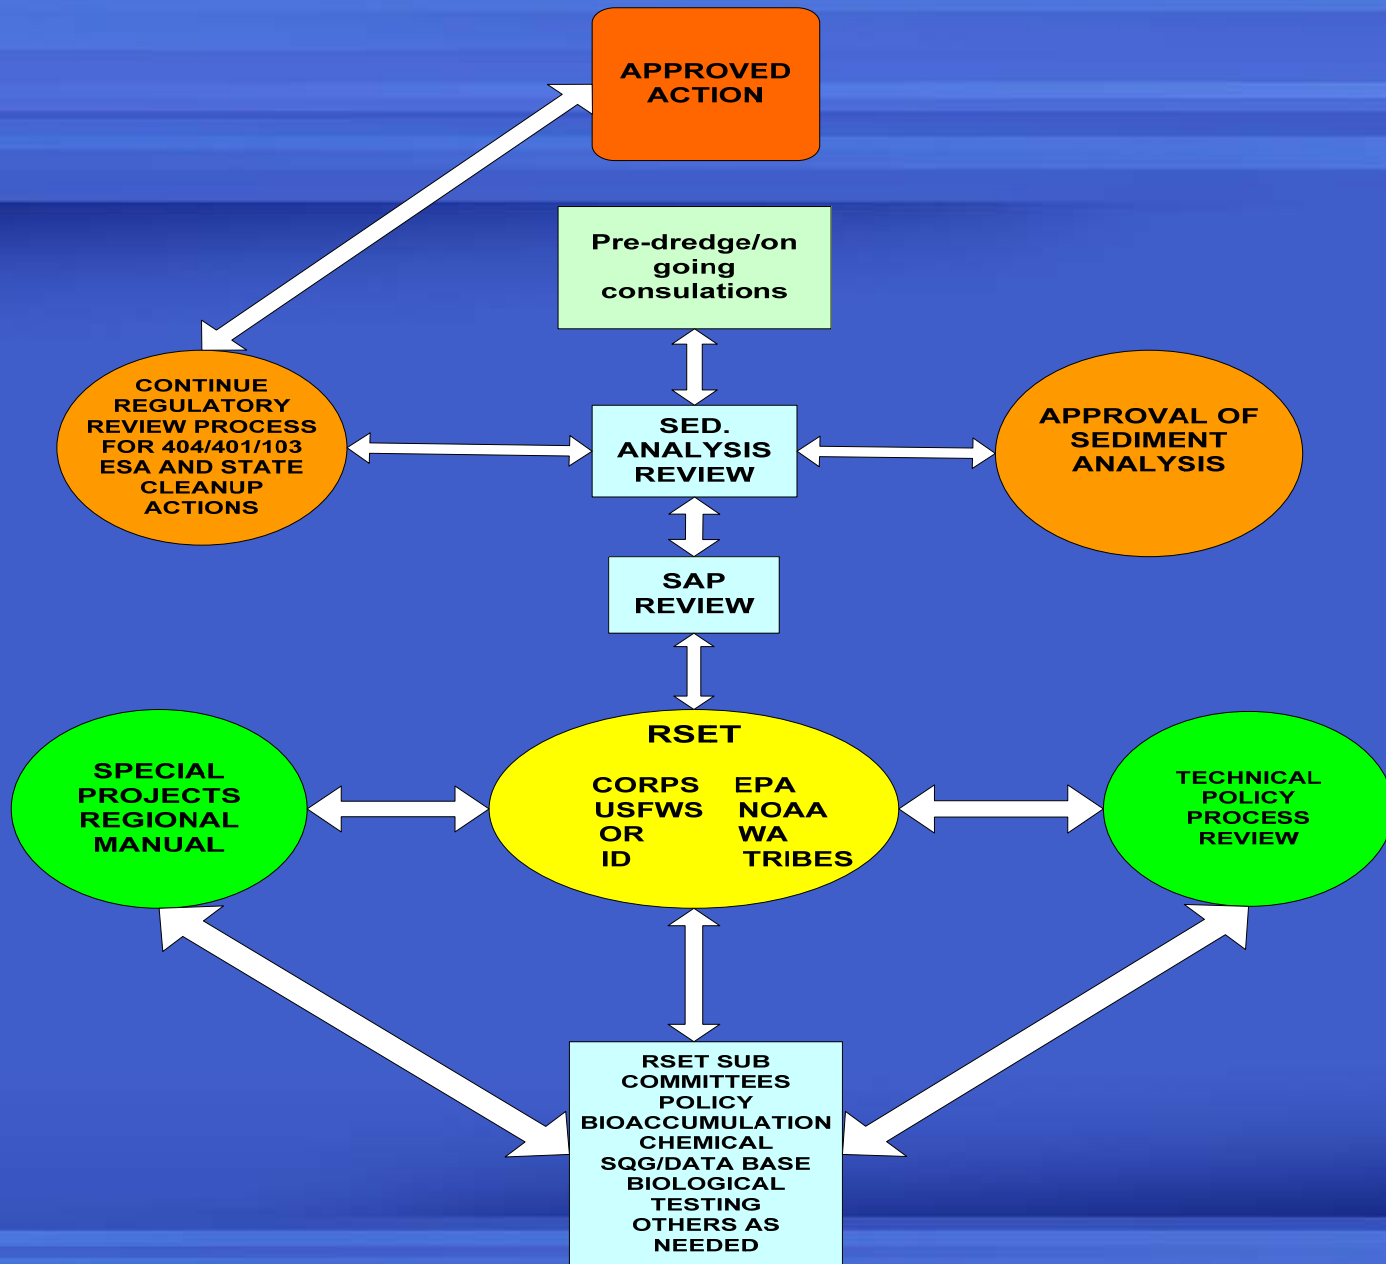 APPROVED
ACTION
Pre-dredge/on
going
consulations
CONTINUE
REGULATORY
REVIEW PROCESS
FOR 404/401/103
ESA AND STATE
CLEANUP
ACTIONS
SED.
ANALYSIS
REVIEW
APPROVAL OF
SEDIMENT
ANALYSIS
SAP
REVIEW
SPECIAL
PROJECTS
REGIONAL
MANUAL
RSET
CORPS EPA
USFWS NOAA
OR WA
ID TRIBES
TECHNICAL
POLICY
PROCESS
REVIEW
RSET SUB
COMMITTEES
POLICY
BIOACCUMULATION
CHEMICAL
SQG/DATA BASE
BIOLOGICAL
TESTING
OTHERS AS
NEEDED